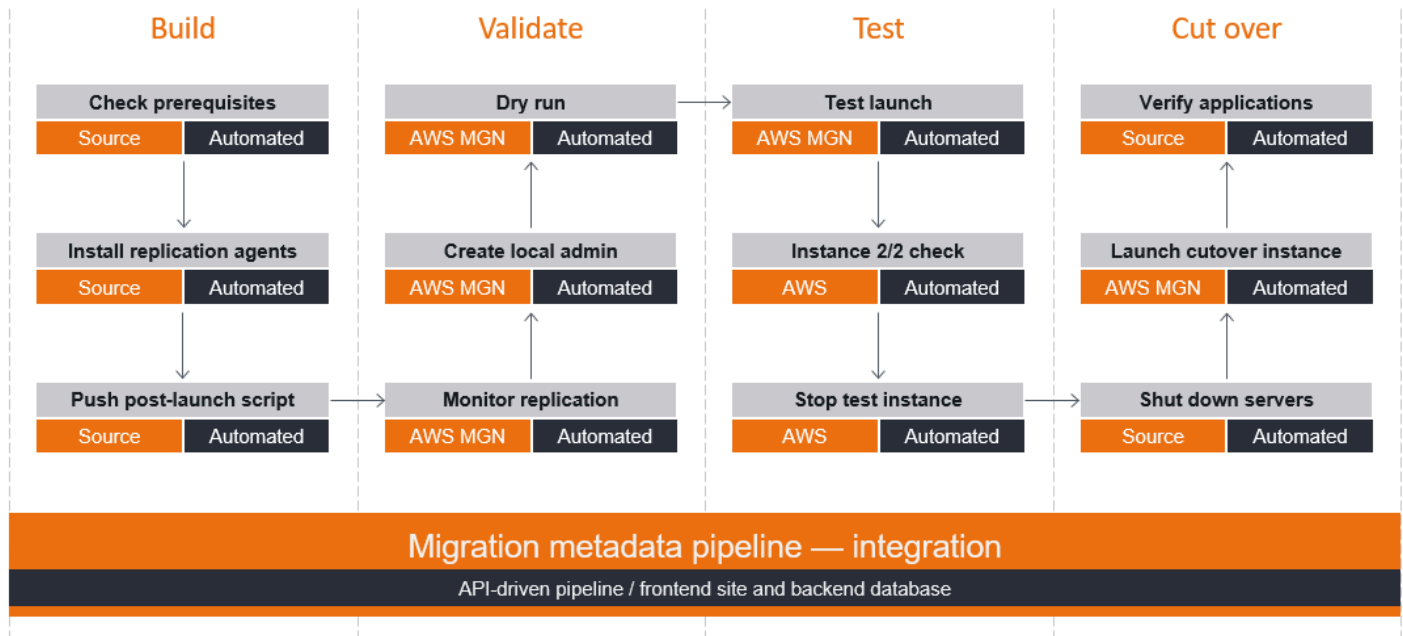 Build
Validate
Test
Cut over
Check prerequisites
Source
Automated
Dry run
AWS MGN
Automated
Test launch
AWS MGN
Automated
Verify applications
Source
Automated
Install replication agents
Source
Automated
Create local admin
AWS MGN
Automated
Instance 2/2 check
AWS
Automated
Launch cutover instance
AWS MGN
Automated
Push post-launch script
Source
Automated
Monitor replication
AWS MGN
Automated
Stop test instance
AWS
Automated
Shut down servers
Source
Automated
Migration metadata pipeline — integration
API-driven pipeline / frontend site and backend database